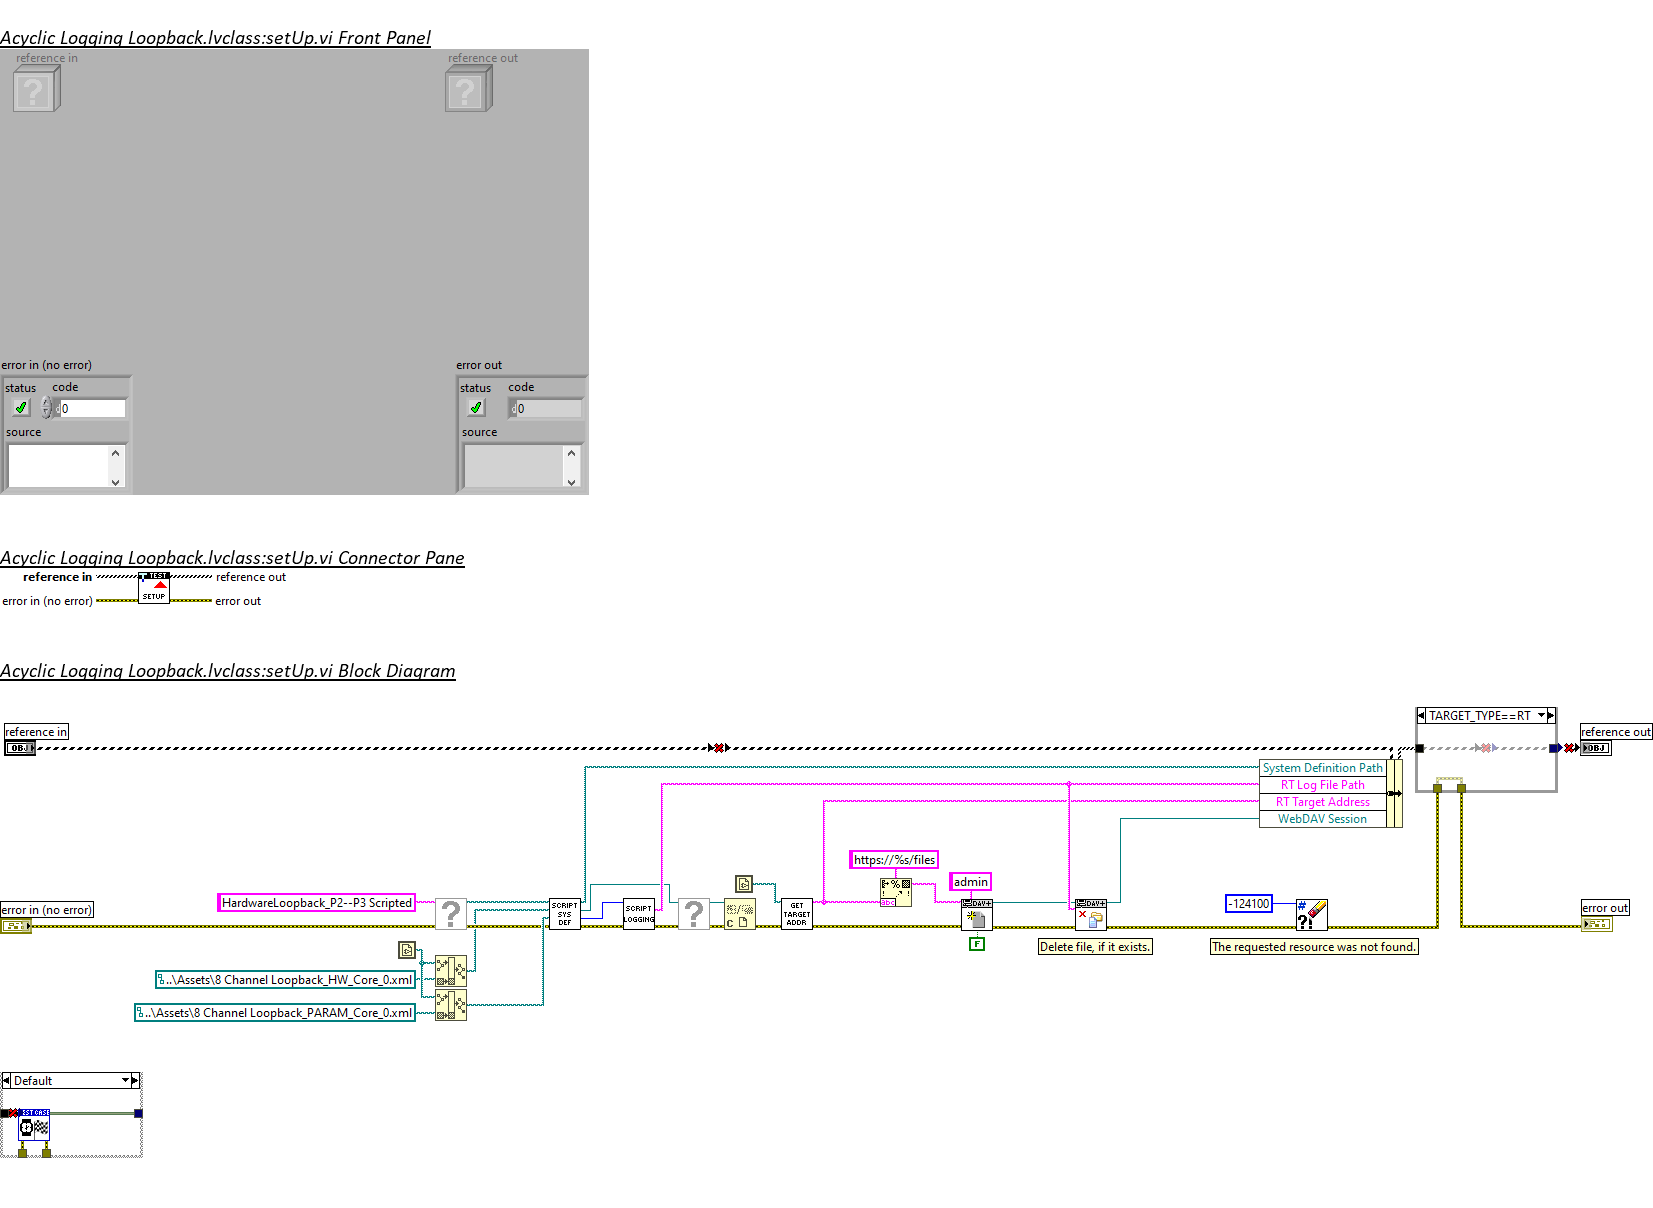 Acyclic Logging Loopback.lvclass:setUp.vi Front Panel
reference in
reference out
?
?
error in (no error)
error out
status
code
status
code
d
0
d
0
source
source
Acyclic Logging Loopback.lvclass:setUp.vi Connector Pane
reference in
TEST
SETUP
reference out
error in (no error)
error out
Acyclic Logging Loopback.lvclass:setUp.vi Block Diagram
TARGET_TYPE==RT
reference in
OBJ
reference out
OBJ
System Definition Path
RT Log File Path
RT Target Address
WebDAV Session
https://%s/files
admin
HardwareLoopback_P2--P3 Scripted
error in (no error)
?
SCRIPT
SYS
DEF
SCRIPT
LOGGING
?
GET
TARGET
ADDR
abc
DAV+
F
DAV+
Delete file, if it exists.
-124100
#
?!
The requested resource was not found.
error out
..\Assets\8 Channel Loopback_HW_Core_0.xml
..\Assets\8 Channel Loopback_PARAM_Core_0.xml
Default